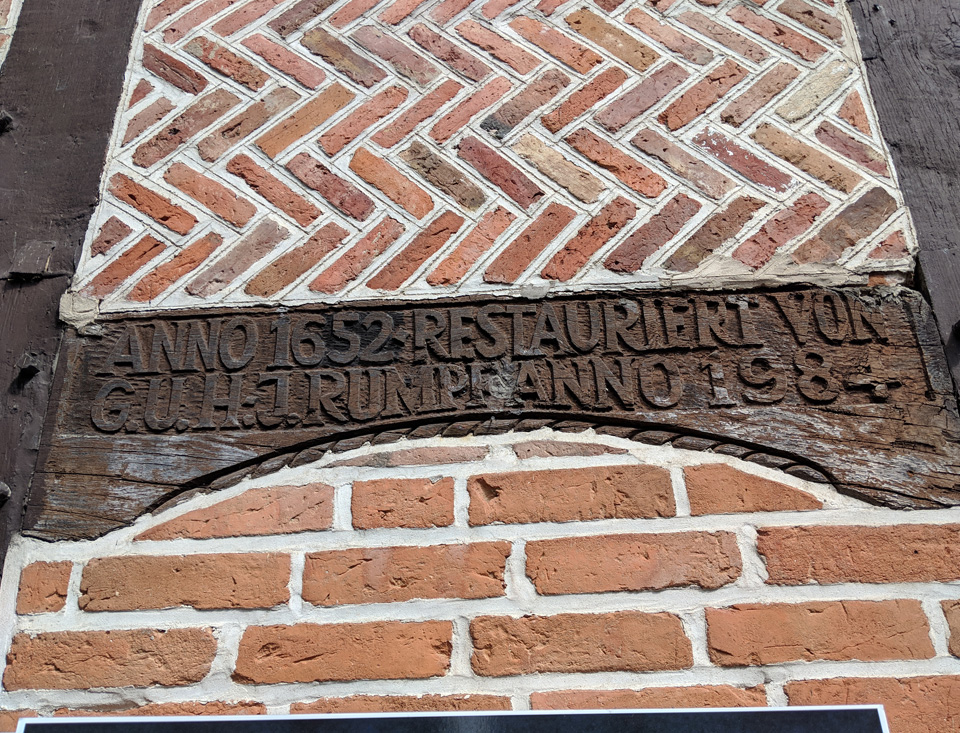 ANNO 1652 RESTAURIERT VON
G.U.H.J.RUMPF ANNO 1984